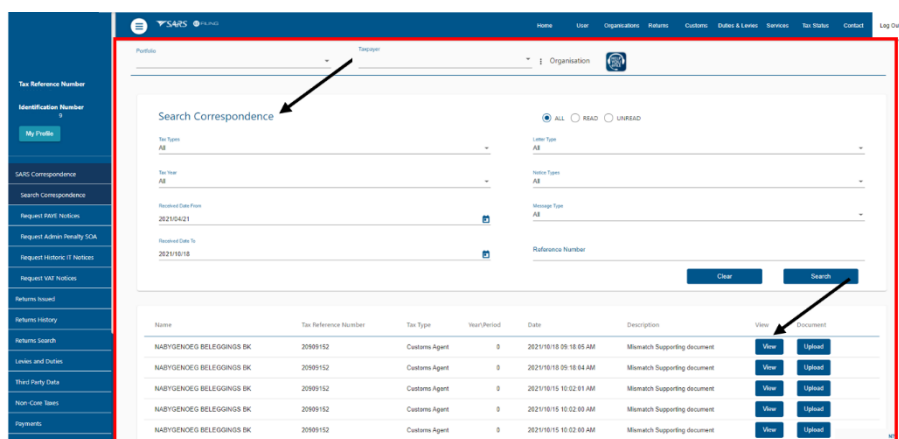 SARS eFILING
Home User Organisations Returns Customs Duties & Levies Services Tax Status Contact Log Ou
Portfolio Taxpayer
Organisation
Tax Reference Number
Identification Number
9
My Profile
SARS Correspondence
Search Correspondence
Request PAYE Notices
Request Admin Penalty SOA
Request Historic IT Notices
Request VAT Notices
Returns Issued
Returns History
Returns Search
Levies and Duties
Third Party Data
Non-Core Taxes
Payments
Search Correspondence
ALL READ UNREAD
Tax Types Letter Type
All All
Tax Year Notice Types
All All
Received Date From Message Type
2021/04/21 All
Received Date To
2021/10/18 Reference Number
Clear Search
Name Tax Reference Number Tax Type Year\Period Date Description View Document
NABYGENOEG BELEGGINGS BK 20909152 Customs Agent 0 2021/10/18 09:18:05 AM Mismatch Supporting document View Upload
NABYGENOEG BELEGGINGS BK 20909152 Customs Agent 0 2021/10/18 09:18:04 AM Mismatch Supporting document View Upload
NABYGENOEG BELEGGINGS BK 20909152 Customs Agent 0 2021/10/15 10:02:01 AM Mismatch Supporting document View Upload
NABYGENOEG BELEGGINGS BK 20909152 Customs Agent 0 2021/10/15 10:02:00 AM Mismatch Supporting document View Upload
NABYGENOEG BELEGGINGS BK 20909152 Customs Agent 0 2021/10/15 10:02:00 AM Mismatch Supporting document View Upload